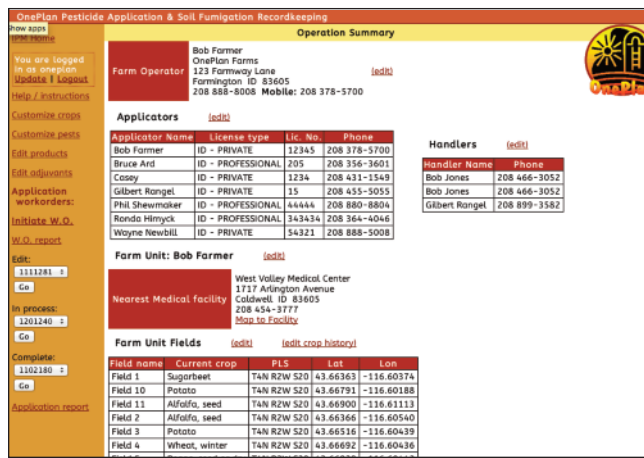 OnePlan Pesticide Application & Soil Fumigation Recordkeeping
Show apps
IPM Home
You are logged
in as oneplan
Update | Logout
Help / instructions
Customize crops
Customize pests
Edit products
Edit adjuvants
Application
workorders:
Initiate W.O.
W.O. report
Edit:
1111281
Go
In process:
1201240
Go
Complete:
1102180
Go
Application report
Operation Summary
Farm Operator
Bob Farmer
OnePlan Farms
123 Farmway Lane
Farmington ID 83605
208 888-8008 Mobile: 208 378-5700
(edit)
OnePlan
Applicators (edit)
Applicator Name License type Lic. No. Phone
Bob Farmer ID - PRIVATE 12345 208 378-5700
Bruce Ard ID - PROFESSIONAL 205 208 356-3601
Casey ID - PRIVATE 1234 208 431-1549
Gilbert Rangel ID - PRIVATE 15 208 455-5055
Phil Shewmaker ID - PROFESSIONAL 44444 208 880-8804
Ronda Hirnyck ID - PROFESSIONAL 343434 208 364-4046
Wayne Newbill ID - PRIVATE 54321 208 888-5008
Handlers (edit)
Handler Name Phone
Bob Jones 208 466-3052
Bob Jones 208 466-3052
Gilbert Rangel 208 899-3582
Farm Unit: Bob Farmer (edit)
Nearest Medical facility
West Valley Medical Center
1717 Arlington Avenue
Caldwell ID 83605
208 454-3777
Map to Facility
Farm Unit Fields (edit) (edit crop history)
Field name Current crop PLS Lat Lon
Field 1 Sugarbeet T4N R2W S20 43.66363 -116.60374
Field 10 Potato T4N R2W S20 43.66791 -116.60188
Field 11 Alfalfa, seed T4N R2W S20 43.66900 -116.61113
Field 2 Alfalfa, seed T4N R2W S20 43.66366 -116.60540
Field 3 Potato T4N R2W S20 43.66516 -116.60439
Field 4 Wheat, winter T4N R2W S20 43.66692 -116.60436